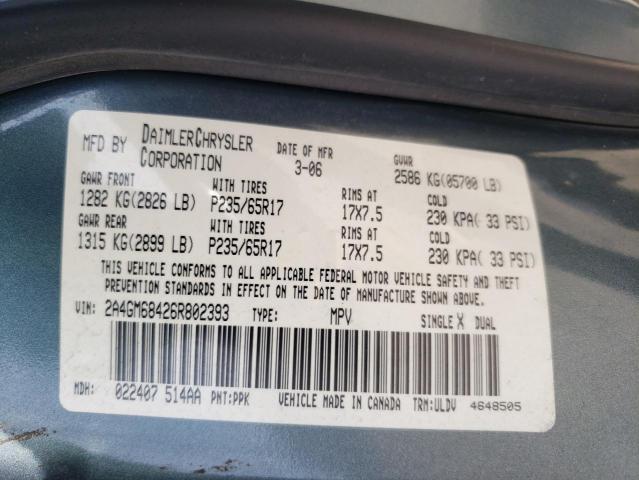 MFD BY DAIMLERCHRYSLER CORPORATION DATE OF MFR 3-06 GVWR 2586 KG(05700 LB)
GAWR FRONT WITH TIRES RIMS AT COLD
1282 KG(2826 LB) P235/65R17 17X7.5 230 KPA( 33 PSI)
GAWR REAR WITH TIRES RIMS AT COLD
1315 KG(2899 LB) P235/65R17 17X7.5 230 KPA( 33 PSI)
THIS VEHICLE CONFORMS TO ALL APPLICABLE FEDERAL MOTOR VEHICLE SAFETY AND THEFT
PREVENTION STANDARDS IN EFFECT ON THE DATE OF MANUFACTURE SHOWN ABOVE.
VIN: 2A4GM68426R802393 TYPE: MPV SINGLE X DUAL
MDH: 022407 514AA PNT:PPK VEHICLE MADE IN CANADA TRM:ULDV 4648505